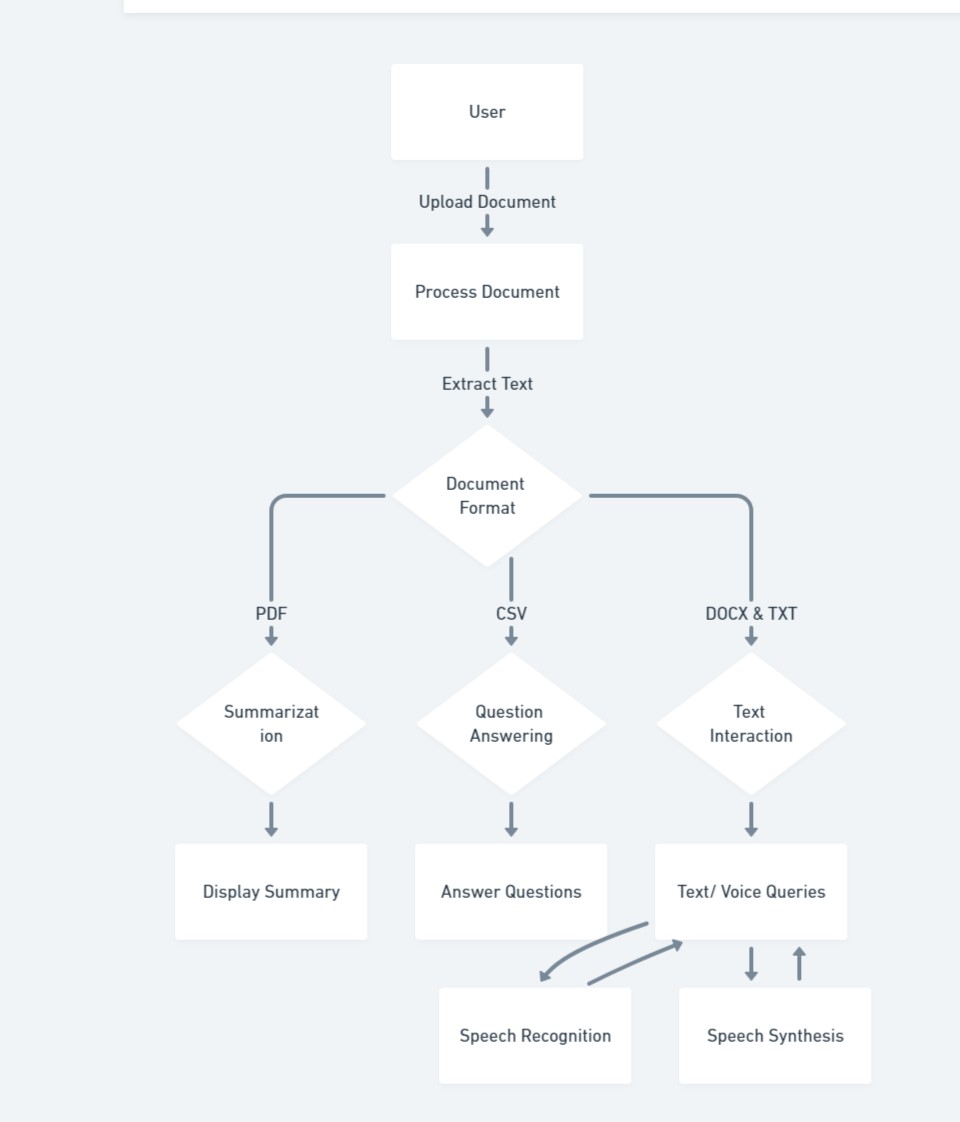 User
Upload Document
Process Document
Extract Text
Document
Format
PDF
CSV
DOCX & TXT
Summarizat
ion
Question
Answering
Text
Interaction
Display Summary
Answer Questions
Text/ Voice Queries
Speech Recognition
Speech Synthesis